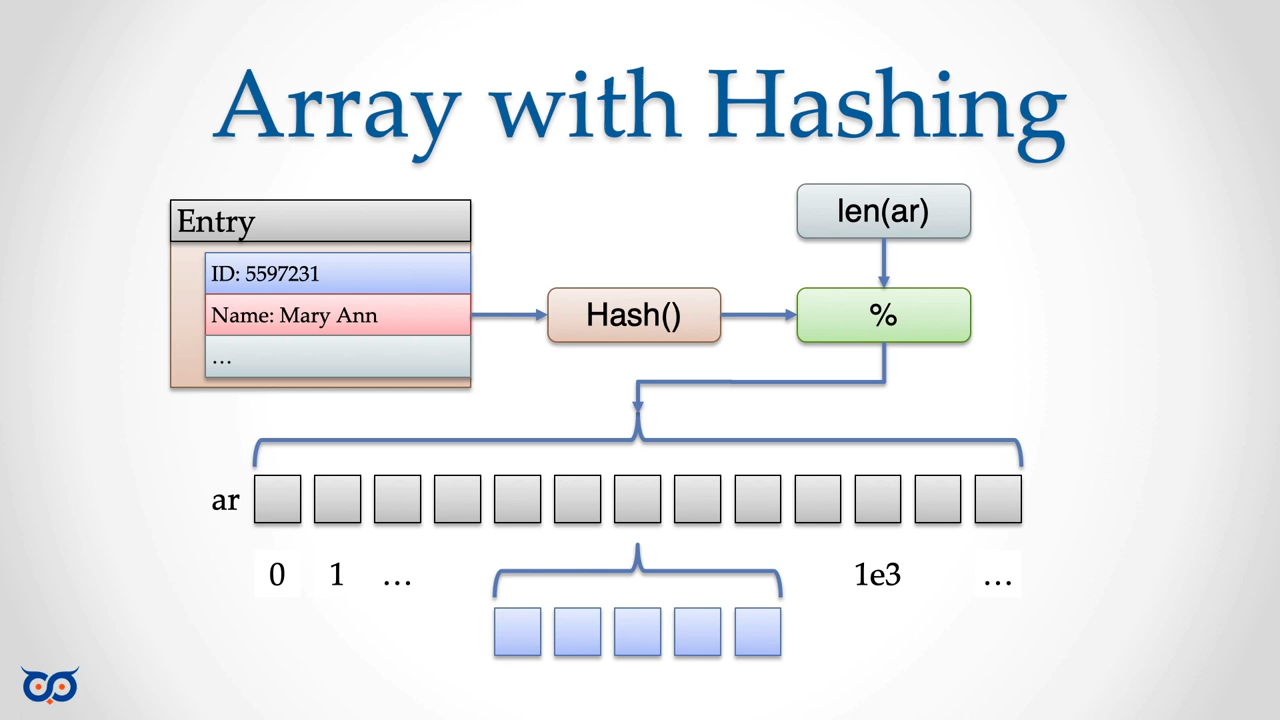 Array with Hashing
Entry
len(ar)
ID: 5597231
Name: Mary Ann
Hash()
%
...
ar
0 1 ... 1e3 ...